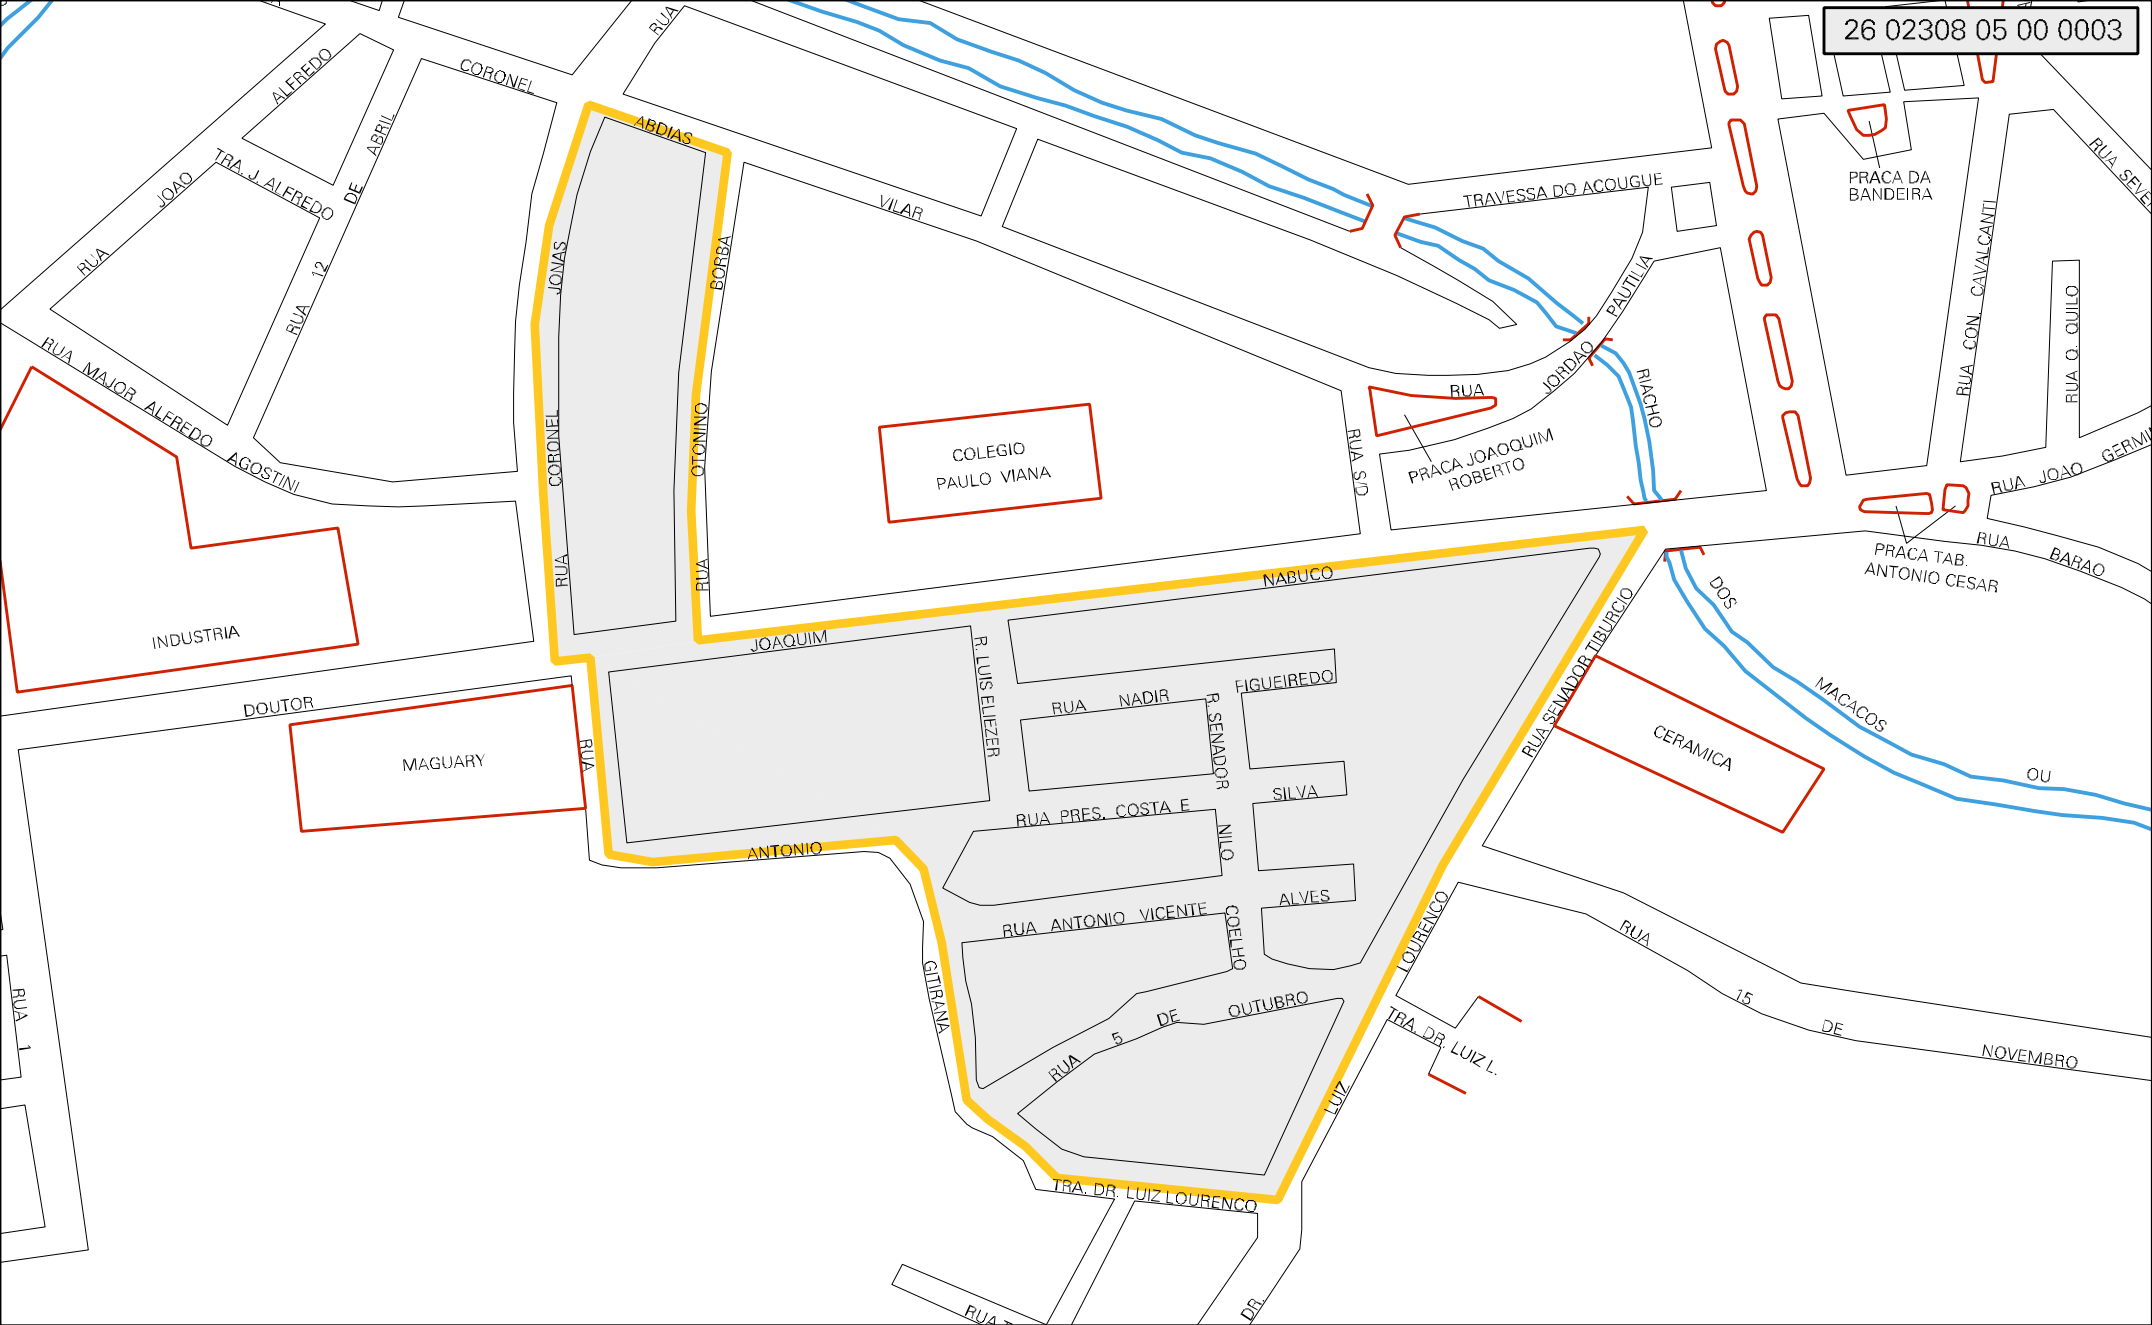 26 02308 05 00 0003
RUA
CORONEL
ALFREDO
ABDIAS
ABRIL
TRA. J. ALFREDO
DE
JOAO
RUA
12
RUA
VILAR
TRAVESSA DO ACOUGUE
PRACA DA
BANDEIRA
RUA CON. CAVALCANTI
RUA Q. QUILO
JONAS
BORBA
PAUTILIA
JORDAO
RUA
RIACHO
RUA MAJOR ALFREDO AGOSTINI
CORONEL
OTONINO
COLEGIO
PAULO VIANA
RUA S/D
PRACA JOAOQUIM
ROBERTO
RUA JOAO
RUA BARAO
PRACA TAB.
ANTONIO CESAR
RUA
RUA
NABUCO
JOAQUIM
INDUSTRIA
DOUTOR
MAGUARY
RUA
R. LUIS ELIEZER
RUA NADIR
FIGUEIREDO
R. SENADOR
NILO
COELHO
RUA SENADOR TIBURCIO
DOS
MACACOS
OU
CERAMICA
RUA PRES. COSTA E
SILVA
ANTONIO
RUA ANTONIO VICENTE
ALVES
GITIRANA
RUA 5 DE OUTUBRO
LOURENCO
LUIZ
DR.
RUA 15 DE NOVEMBRO
TRA. DR. LUIZ L.
TRA. DR. LUIZ LOURENCO
RUA 1